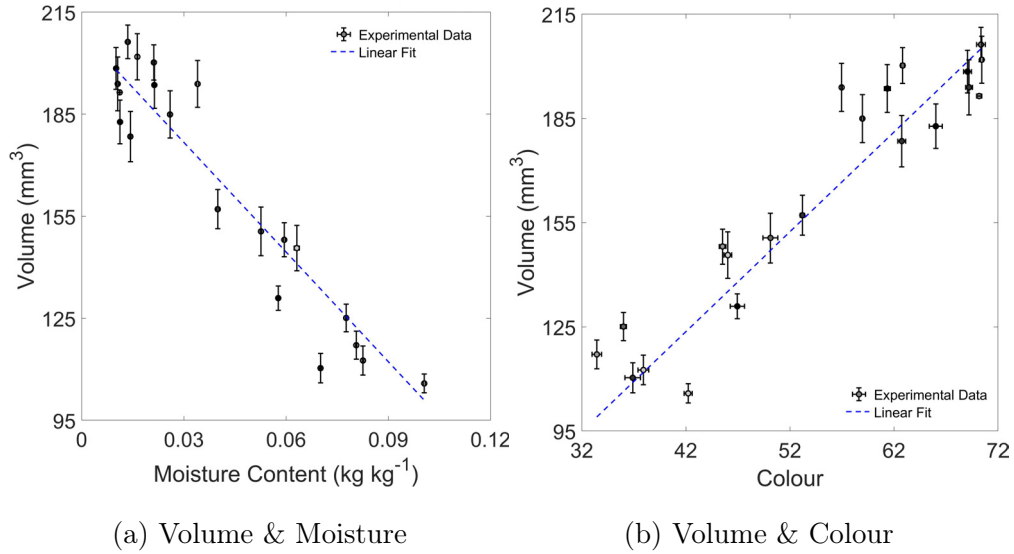 215
185
155
125
95
Volume (mm³)
Experimental Data
Linear Fit
0
0.03
0.06
0.09
0.12
Moisture Content (kg kg⁻¹)
(a) Volume & Moisture
215
185
155
125
95
Volume (mm³)
Experimental Data
Linear Fit
32
42
52
62
72
Colour
(b) Volume & Colour